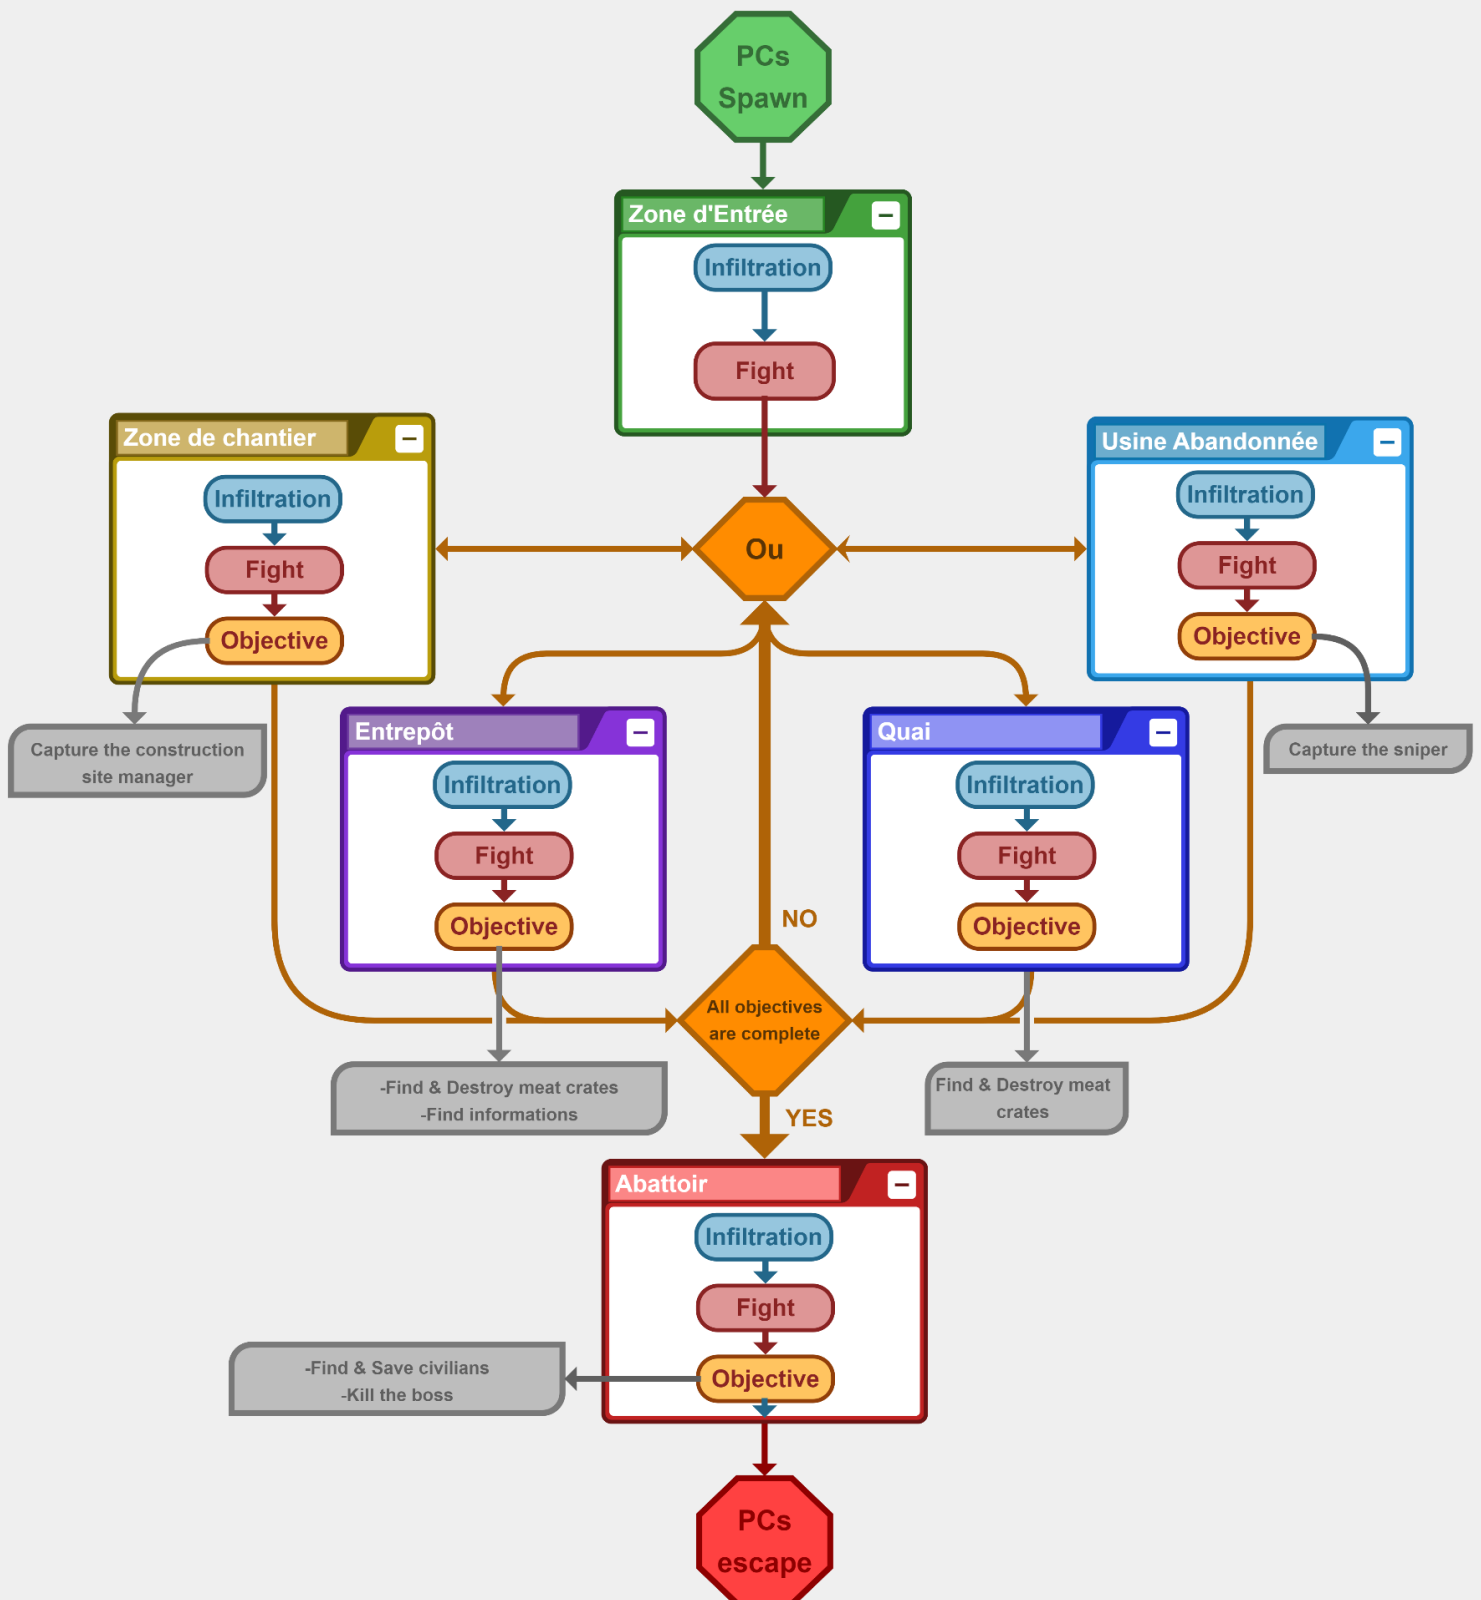 PCs
Spawn
Zone d'Entrée
Infiltration
Fight
Zone de chantier
Infiltration
Fight
Objective
Capture the construction
site manager
Ou
Usine Abandonnée
Infiltration
Fight
Objective
Capture the sniper
Entrepôt
Infiltration
Fight
Objective
-Find & Destroy meat crates
-Find informations
Quai
Infiltration
Fight
Objective
Find & Destroy meat
crates
NO
All objectives
are complete
YES
Abattoir
Infiltration
Fight
Objective
-Find & Save civilians
-Kill the boss
PCs
escape